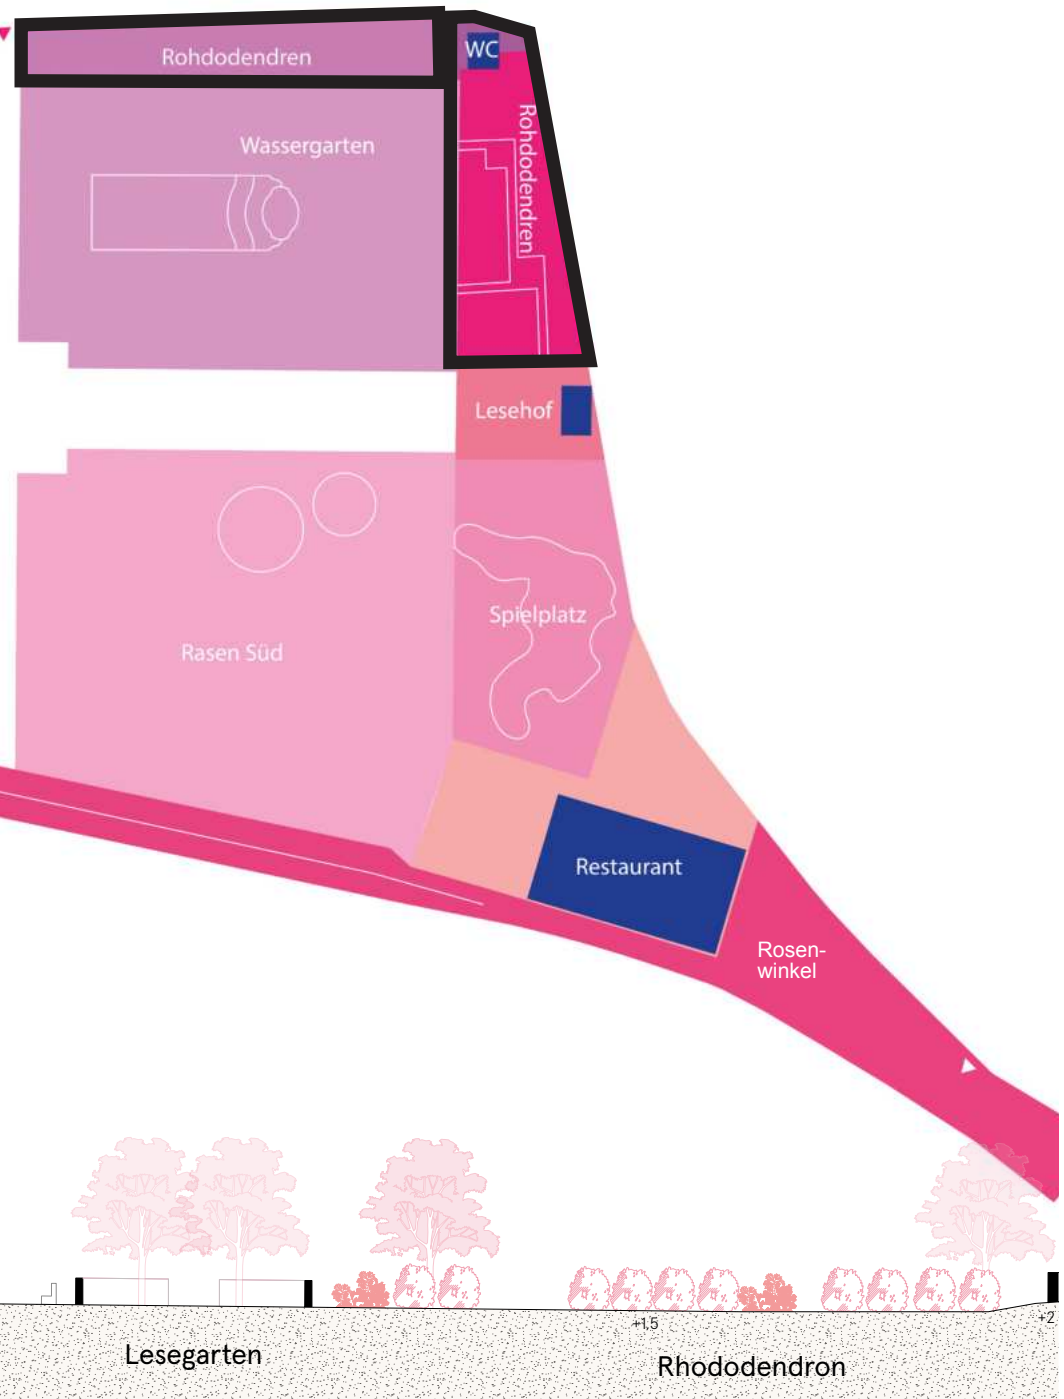 Rohdodendren
WC
Rohdodendren
Wassergarten
Lesehof
Spielplatz
Rasen Süd
Restaurant
Rosen-
winkel
+1,5
+2
Lesegarten
Rhododendron